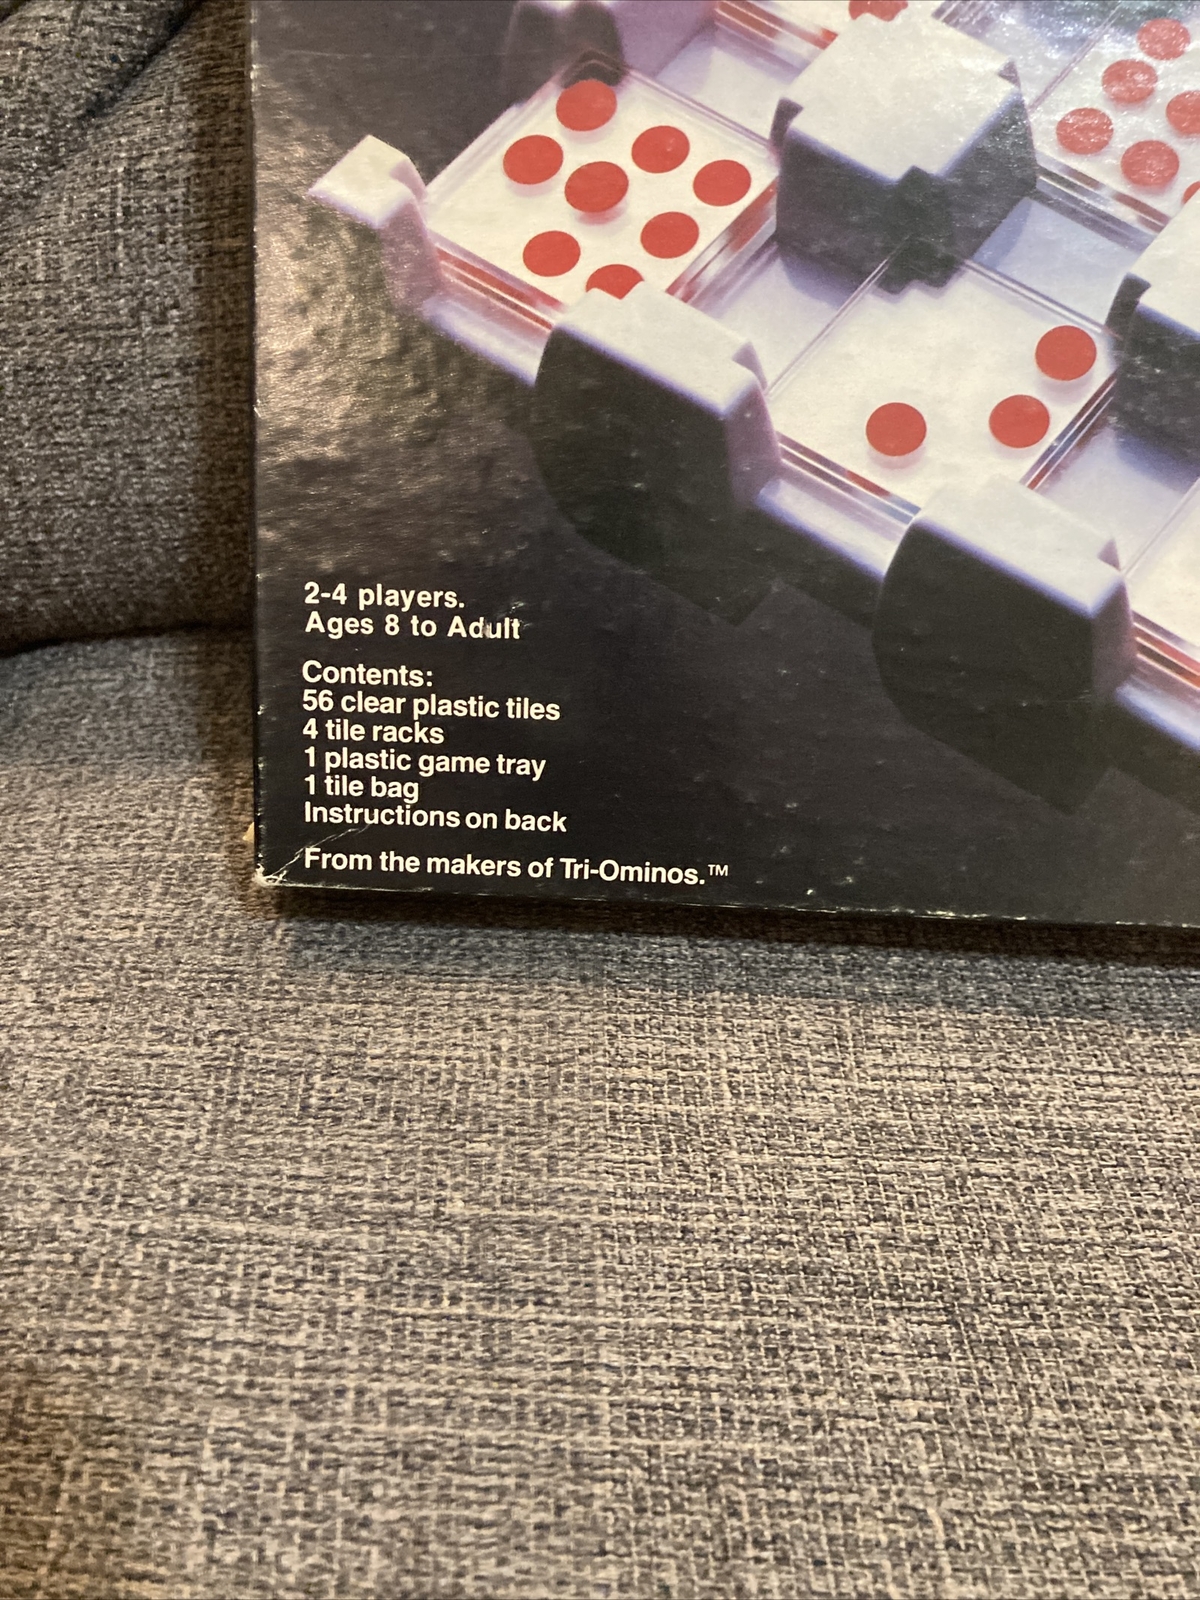 2-4 players.
Ages 8 to Adult
Contents:
56 clear plastic tiles
4 tile racks
1 plastic game tray
1 tile bag
Instructions on back
From the makers of Tri-Ominos.™